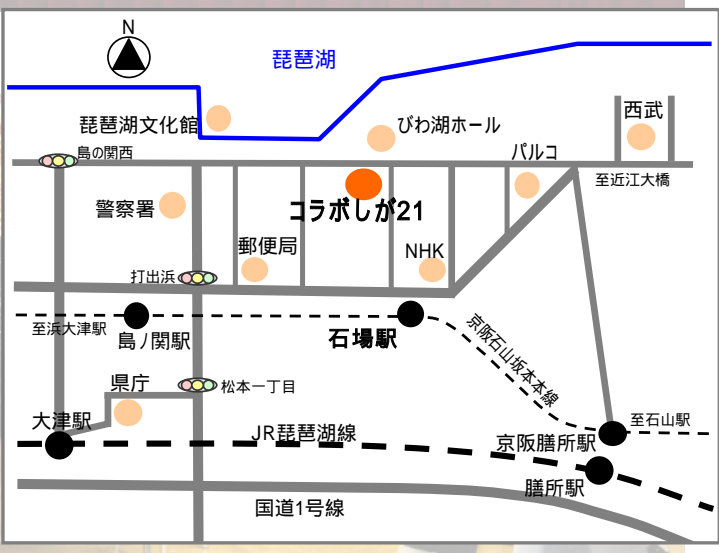 N
琵琶湖
西武
琵琶湖文化館
びわ湖ホール
島の関西
パルコ
至近江大橋
警察署
コラボしが21
郵便局
NHK
打出浜
至浜大津駅
島ノ関駅
石場駅
京阪石山坂本本線
県庁
松本一丁目
大津駅
至石山駅
JR琵琶湖線
京阪膳所駅
膳所駅
国道1号線